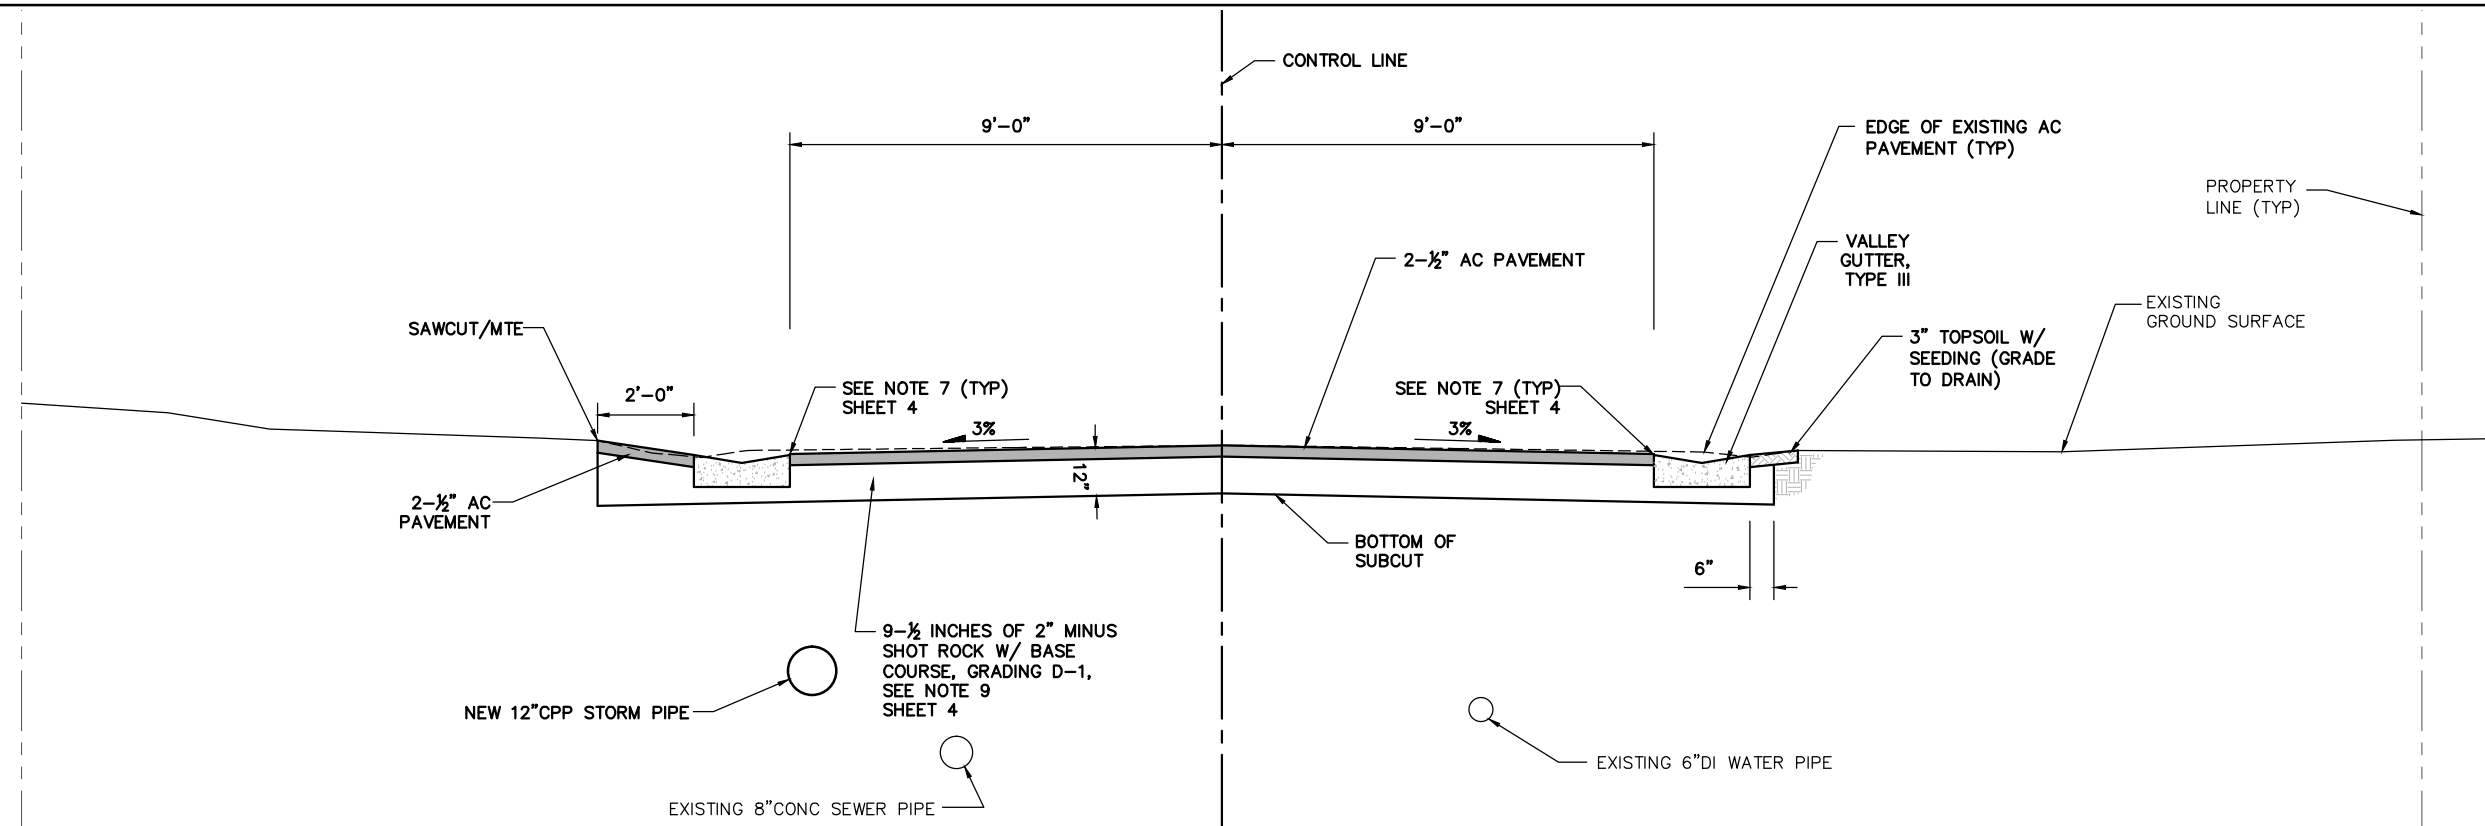 CONTROL LINE
9'-0"
9'-0"
EDGE OF EXISTING AC
PAVEMENT (TYP)
PROPERTY
LINE (TYP)
VALLEY
GUTTER,
TYPE III
2-½" AC PAVEMENT
EXISTING
GROUND SURFACE
SAWCUT/MTE
3" TOPSOIL W/
SEEDING (GRADE
TO DRAIN)
2'-0"
SEE NOTE 7 (TYP)
SHEET 4
SEE NOTE 7 (TYP)
SHEET 4
3%
3%
12"
2-½" AC
PAVEMENT
BOTTOM OF
SUBCUT
6"
9-½ INCHES OF 2" MINUS
SHOT ROCK W/ BASE
COURSE, GRADING D-1,
SEE NOTE 9
SHEET 4
NEW 12"CPP STORM PIPE
EXISTING 6"DI WATER PIPE
EXISTING 8"CONC SEWER PIPE